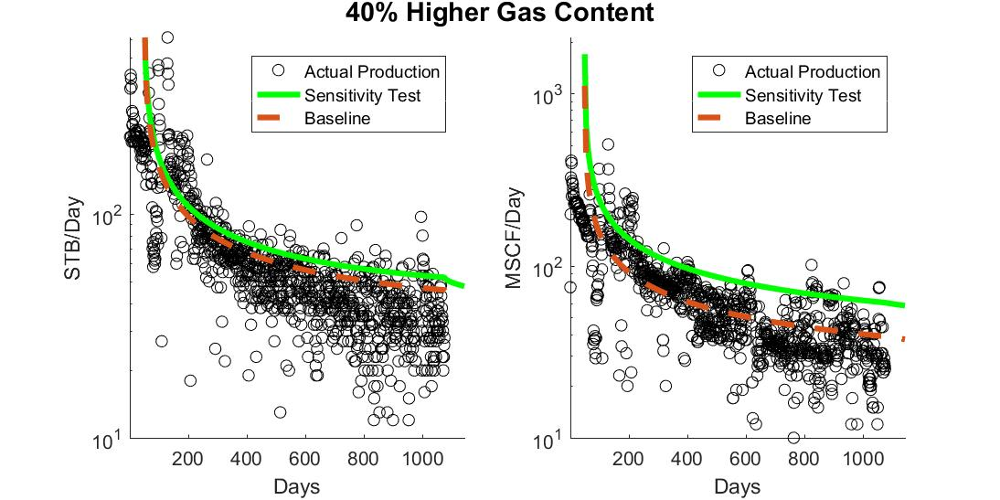 40% Higher Gas Content
Actual Production
Sensitivity Test
Baseline
STB/Day
10^2
10^1
200 400 600 800 1000
Days
Actual Production
Sensitivity Test
Baseline
MSCF/Day
10^3
10^2
10^1
200 400 600 800 1000
Days